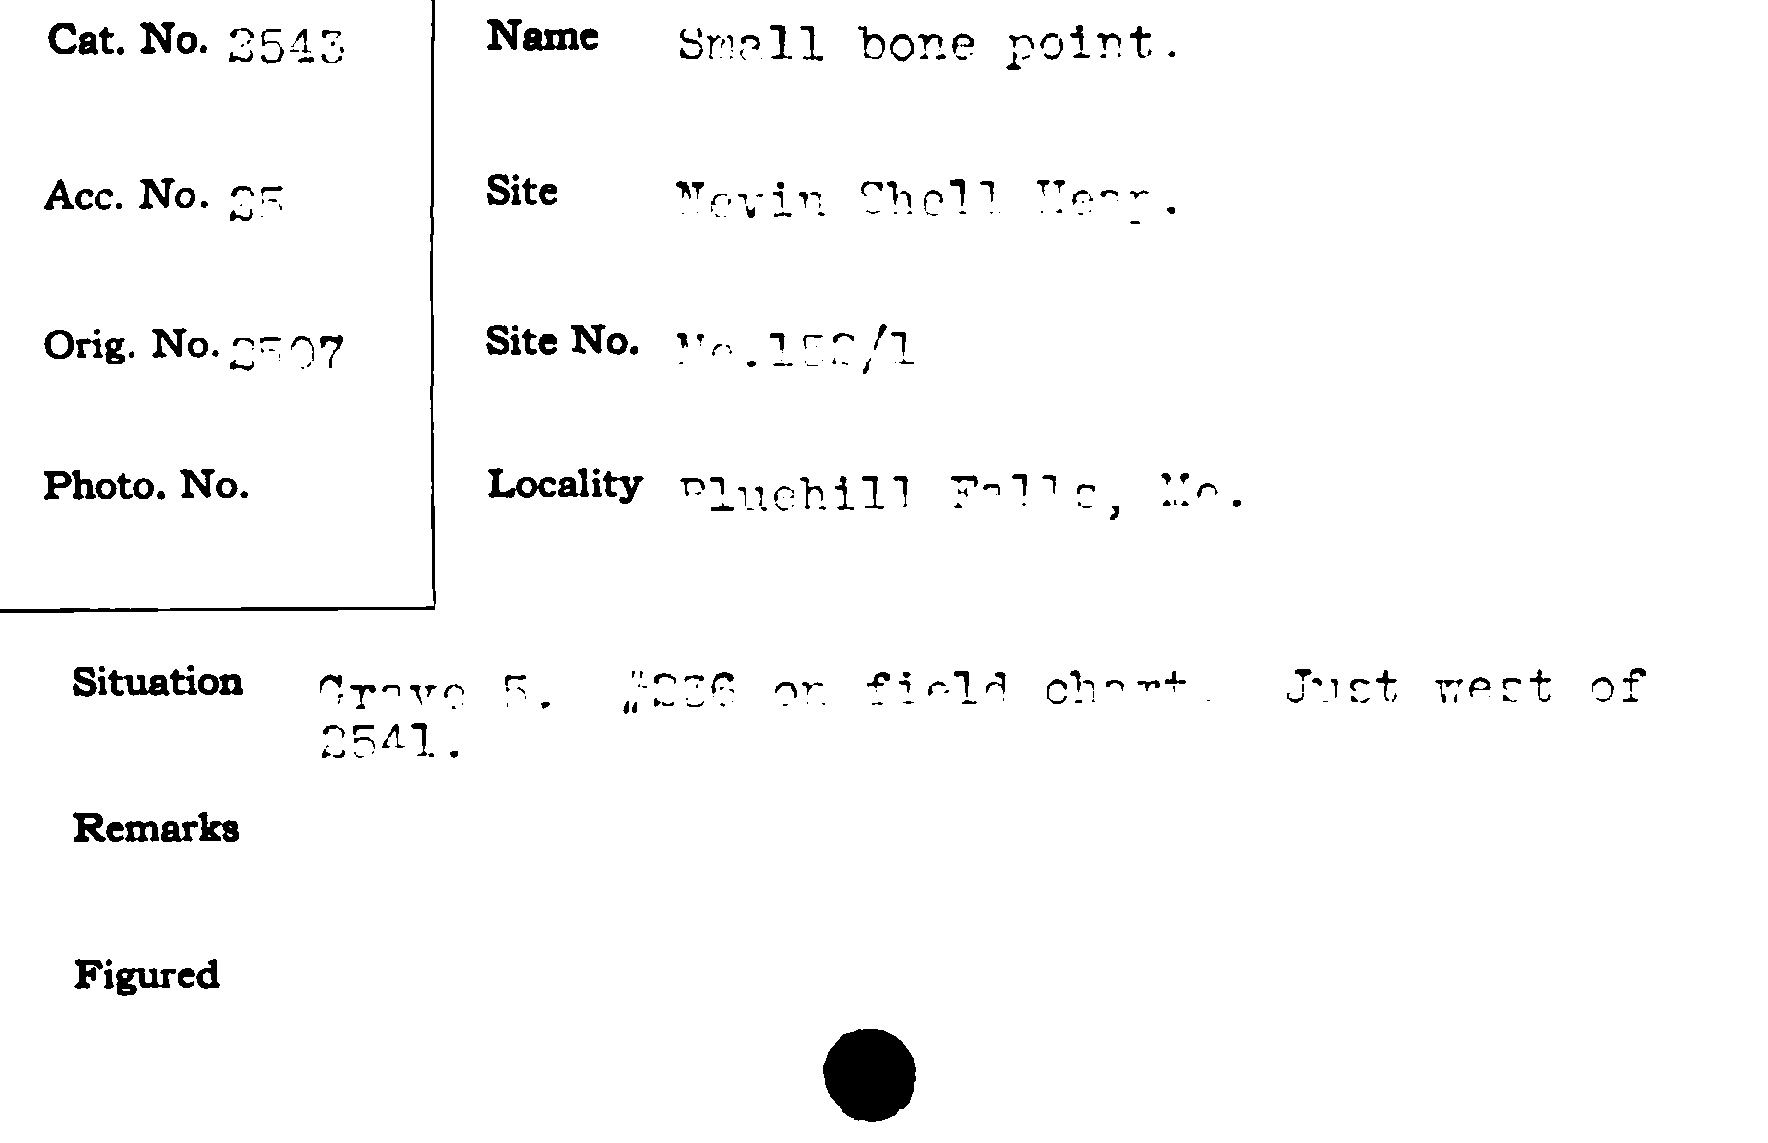 Cat. No. 2543
Name Small bone point.
Acc. No. 25
Site Nevin Shell Heap.
Orig. No. 2507
Site No. Me.152/1
Photo. No.
Locality Bluehill Falls, Me.
Situation Grave 5. #236 on field chart. Just west of
2541.
Remarks
Figured